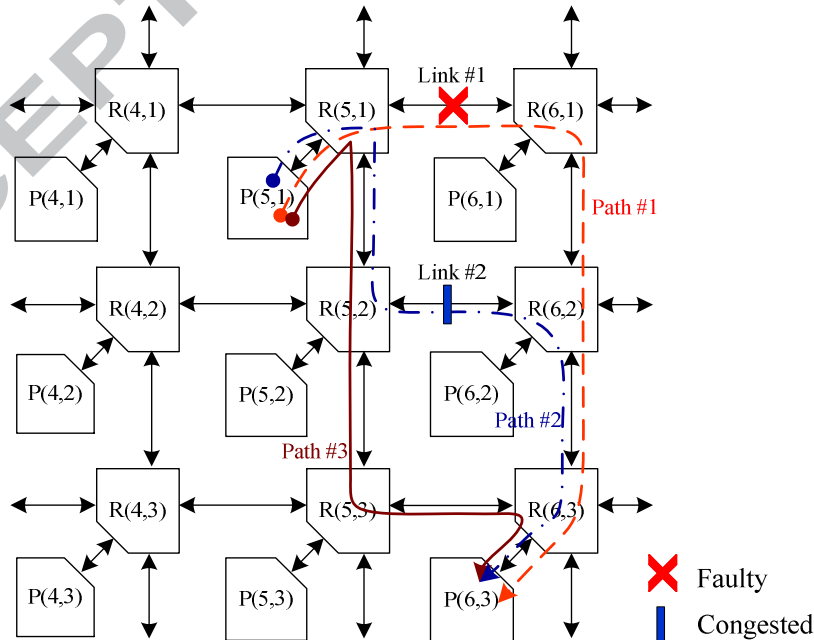 CEPT
Link #1
R(4,1)
R(5,1)
R(6,1)
P(4,1)
P(5,1)
P(6,1)
Path #1
Link #2
R(4,2)
R(5,2)
R(6,2)
P(4,2)
P(5,2)
P(6,2)
Path #2
Path #3
R(4,3)
R(5,3)
R(6,3)
P(4,3)
P(5,3)
P(6,3)
Faulty
Congested